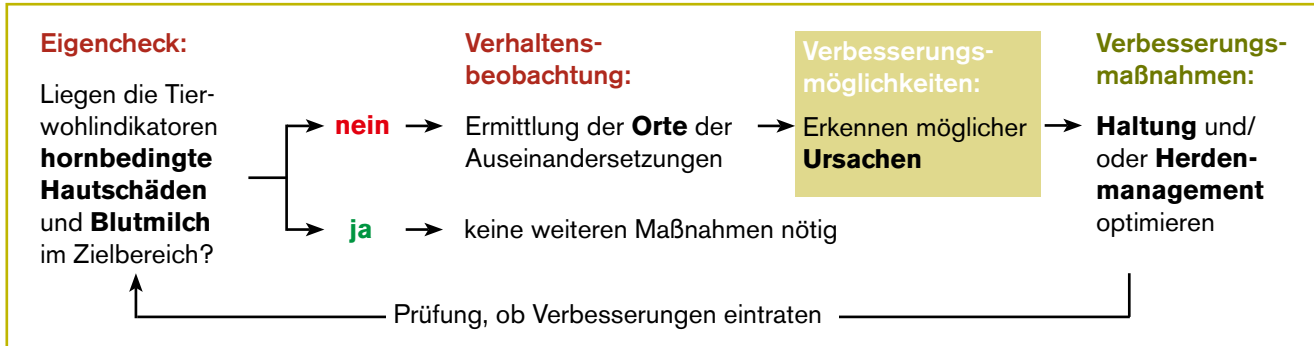 Eigencheck:
Liegen die Tier-
wohlindikatoren
hornbedingte
Hautschäden
und Blutmilch
im Zielbereich?
nein
ja
Verhaltens-
beobachtung:
Ermittlung der Orte der
Auseinandersetzungen
keine weiteren Maßnahmen nötig
Verbesserungs-
möglichkeiten:
Erkennen möglicher
Ursachen
Verbesserungs-
maßnahmen:
Haltung und/
oder Herden-
management
optimieren
Prüfung, ob Verbesserungen eintraten